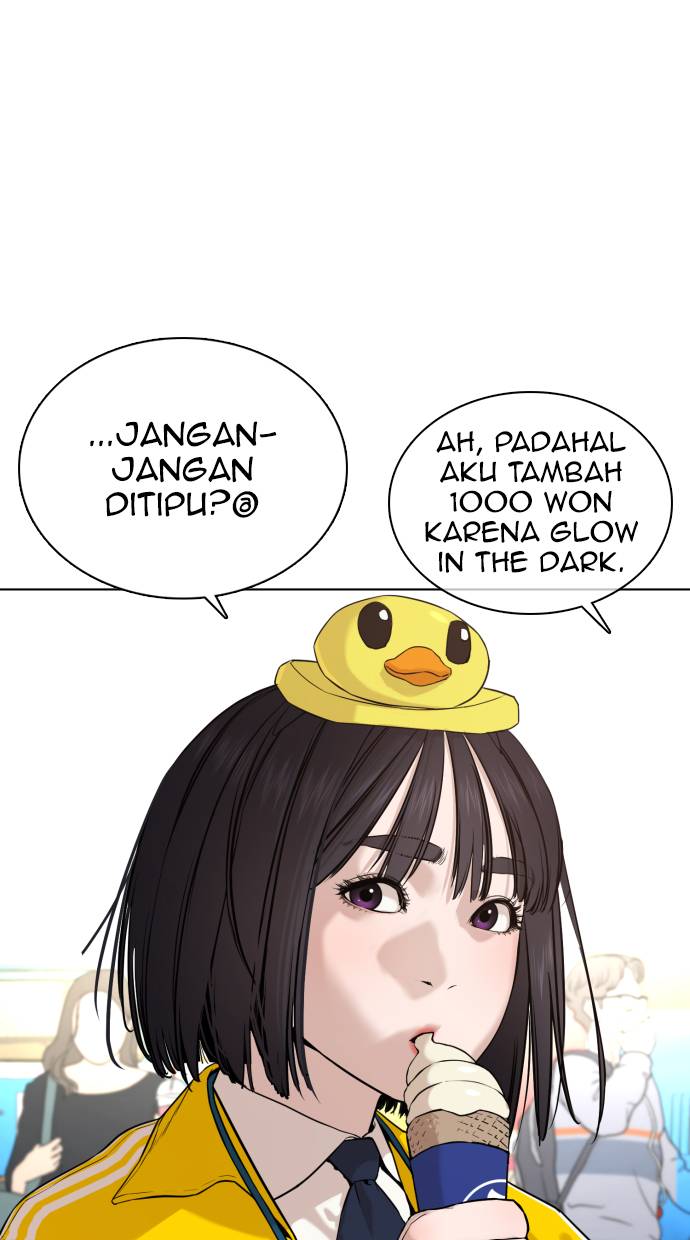 ...JANGAN-
JANGAN
DITIPU?@
AH, PADAHAL
AKU TAMBAH
1000 WON
KARENA GLOW
IN THE DARK.